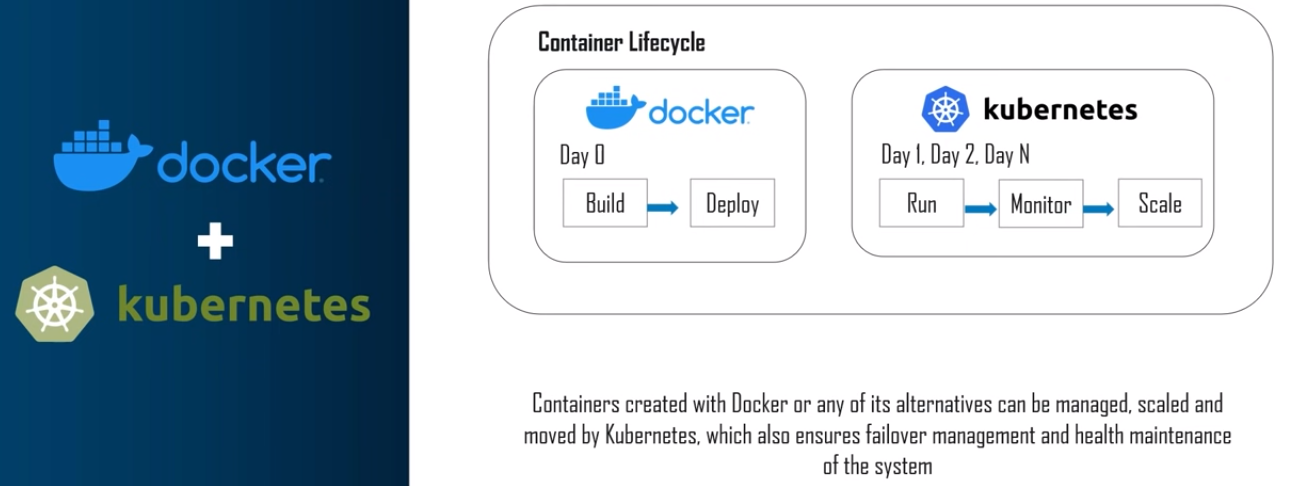 docker
+
kubernetes
Container Lifecycle
docker
Day 0
Build
Deploy
kubernetes
Day 1, Day 2, Day N
Run
Monitor
Scale
Containers created with Docker or any of its alternatives can be managed, scaled and
moved by Kubernetes, which also ensures failover management and health maintenance
of the system